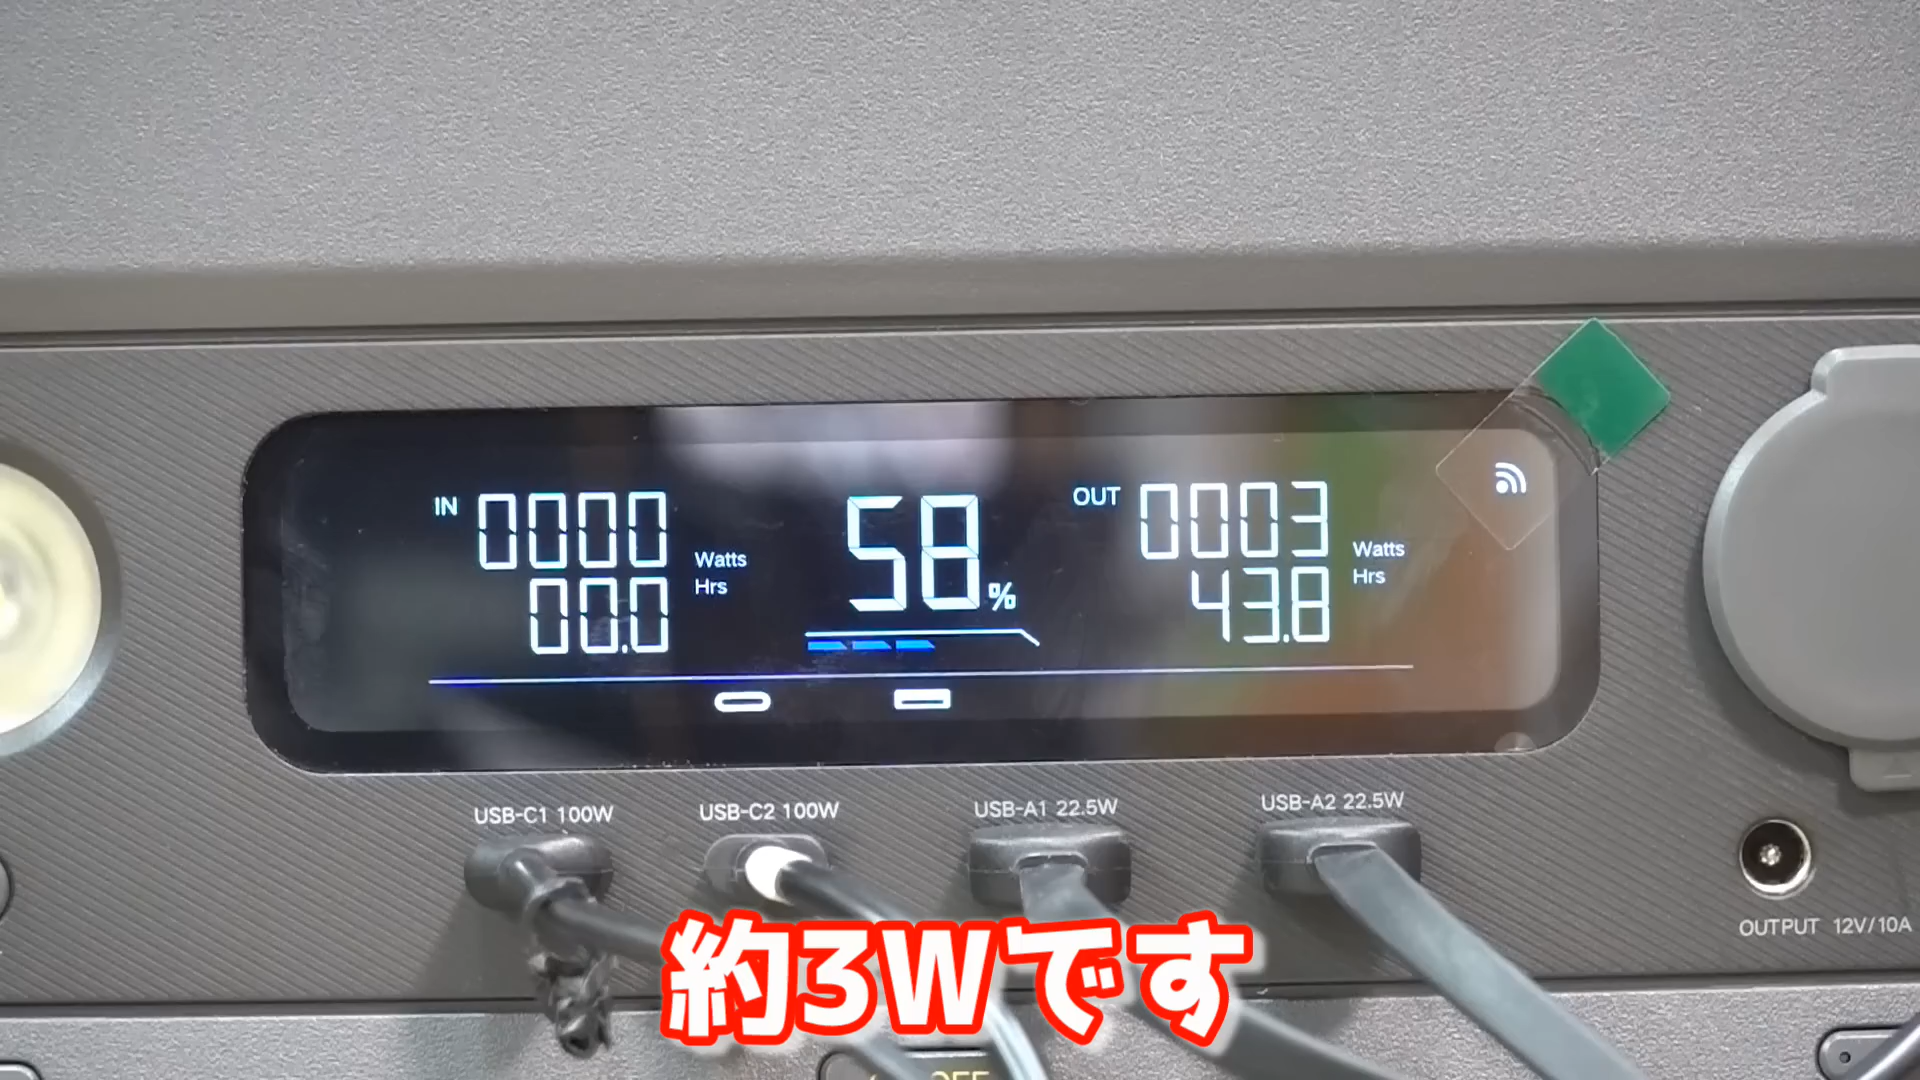 IN 0000 Watts
00.0 Hrs
58%
OUT 0003 Watts
43.8 Hrs
USB-C1 100W
USB-C2 100W
USB-A1 22.5W
USB-A2 22.5W
OUTPUT 12V/10A
約3Wです
OFF